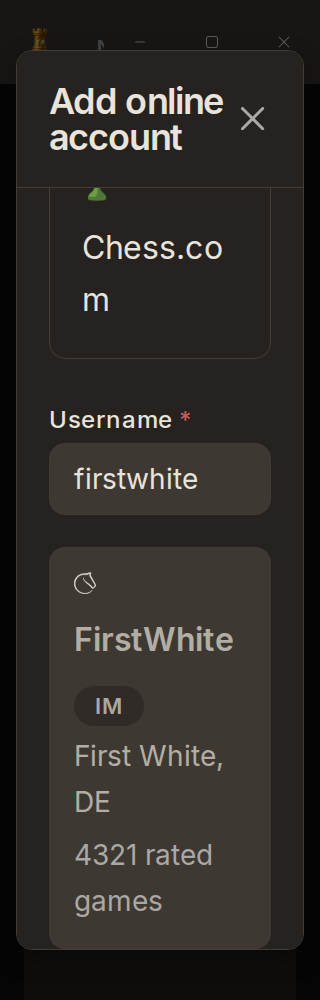 Add online
account
Chess.co
m
Username *
firstwhite
FirstWhite
IM
First White,
DE
4321 rated
games